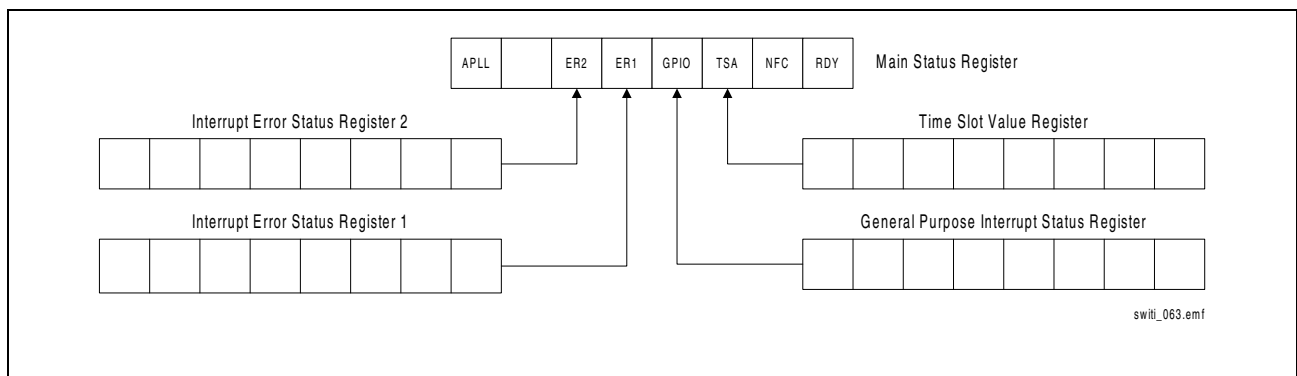 APLL ER2 ER1 GPIO TSA NFC RDY Main Status Register
Interrupt Error Status Register 2
Time Slot Value Register
Interrupt Error Status Register 1
General Purpose Interrupt Status Register
switi_063.emf